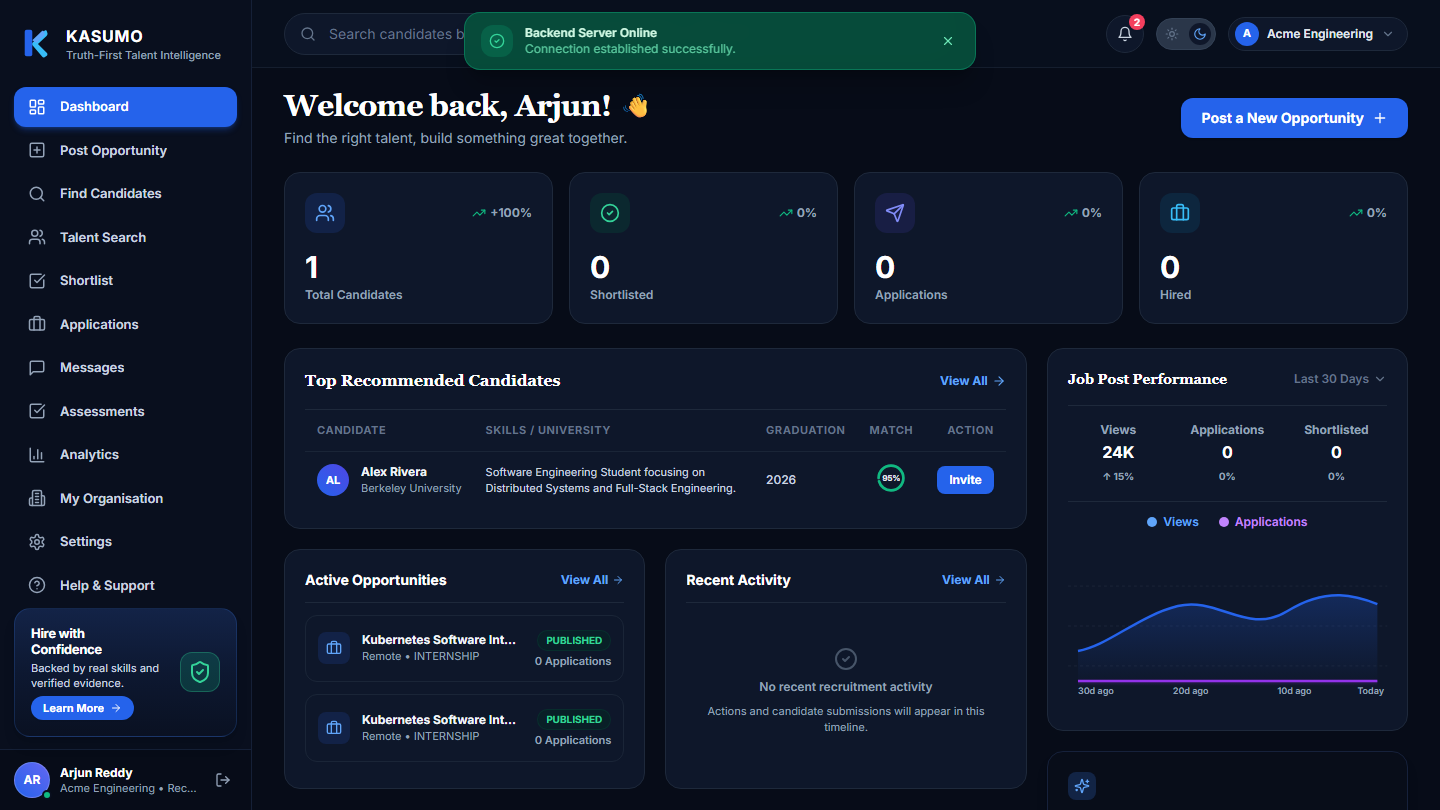 KASUMO
Truth-First Talent Intelligence
Dashboard
Post Opportunity
Find Candidates
Talent Search
Shortlist
Applications
Messages
Assessments
Analytics
My Organisation
Settings
Help & Support
Hire with
Confidence
Backed by real skills and
verified evidence.
Learn More
AR
Arjun Reddy
Acme Engineering • Rec...
Search candidates b
Backend Server Online
Connection established successfully.
2
A
Acme Engineering
Welcome back, Arjun! 👋
Find the right talent, build something great together.
Post a New Opportunity
+100%
1
Total Candidates
0%
0
Shortlisted
0%
0
Applications
0%
0
Hired
Top Recommended Candidates
View All
CANDIDATE SKILLS / UNIVERSITY GRADUATION MATCH ACTION
AL
Alex Rivera
Berkeley University
Software Engineering Student focusing on
Distributed Systems and Full-Stack Engineering.
2026
95%
Invite
Active Opportunities
View All
Kubernetes Software Int...
Remote • INTERNSHIP
PUBLISHED
0 Applications
Kubernetes Software Int...
Remote • INTERNSHIP
PUBLISHED
0 Applications
Recent Activity
View All
No recent recruitment activity
Actions and candidate submissions will appear in this
timeline.
Job Post Performance
Last 30 Days
Views Applications Shortlisted
24K 0 0
↑ 15% 0% 0%
Views Applications
30d ago 20d ago 10d ago Today